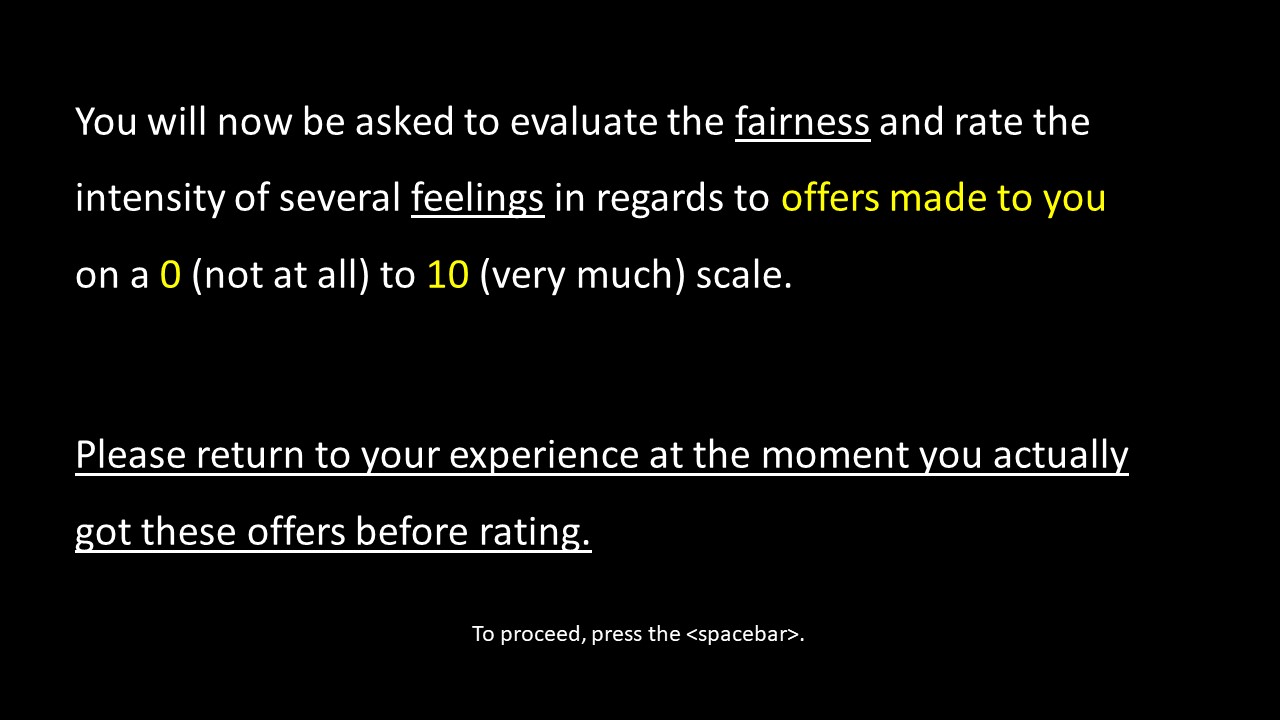 You will now be asked to evaluate the fairness and rate the
intensity of several feelings in regards to offers made to you
on a 0 (not at all) to 10 (very much) scale.
Please return to your experience at the moment you actually
got these offers before rating.
To proceed, press the <spacebar>.